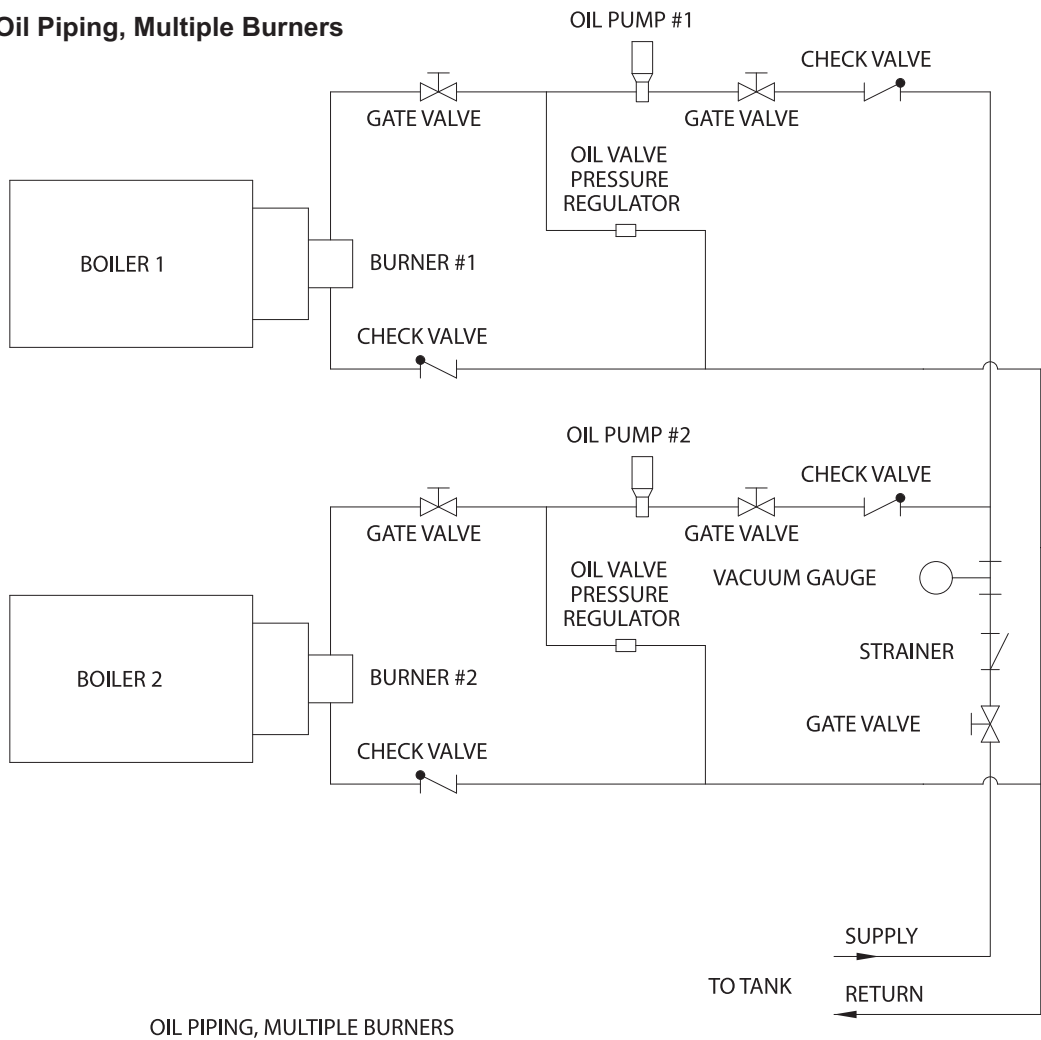 Oil Piping, Multiple Burners
OIL PUMP #1
CHECK VALVE
GATE VALVE
GATE VALVE
OIL VALVE
PRESSURE
REGULATOR
BOILER 1
BURNER #1
CHECK VALVE
OIL PUMP #2
CHECK VALVE
GATE VALVE
GATE VALVE
OIL VALVE
PRESSURE
REGULATOR
VACUUM GAUGE
STRAINER
BOILER 2
BURNER #2
GATE VALVE
CHECK VALVE
SUPPLY
TO TANK
RETURN
OIL PIPING, MULTIPLE BURNERS